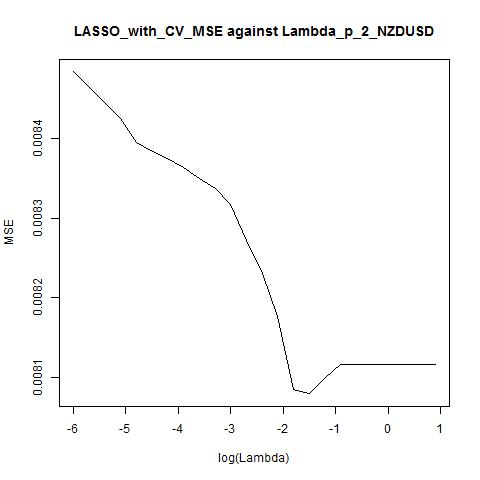 LASSO_with_CV_MSE against Lambda_p_2_NZDUSD
MSE
0.0084
0.0083
0.0082
0.0081
-6 -5 -4 -3 -2 -1 0 1
log(Lambda)